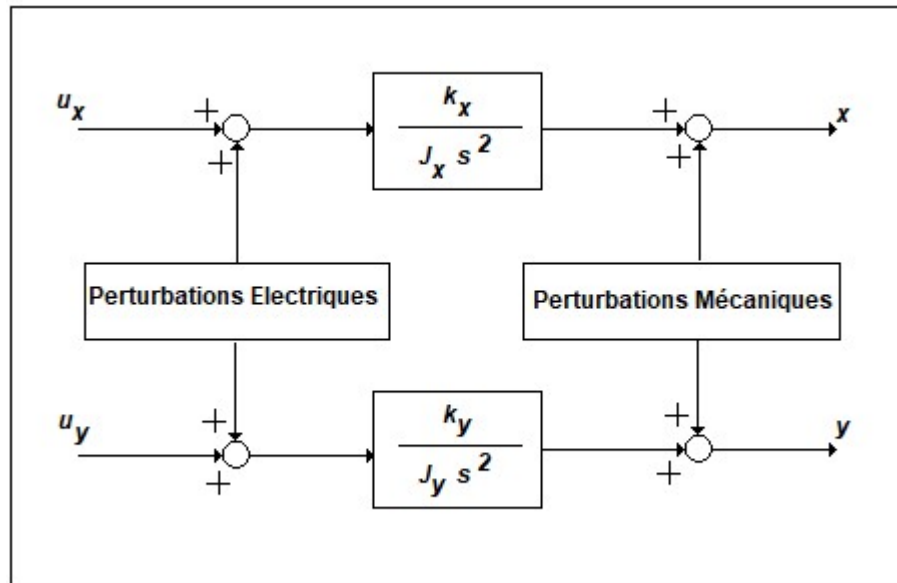 u_x
+
+
k_x
J_x s^2
+
+
x
Perturbations Electriques
Perturbations Mécaniques
u_y
+
+
k_y
J_y s^2
+
+
y